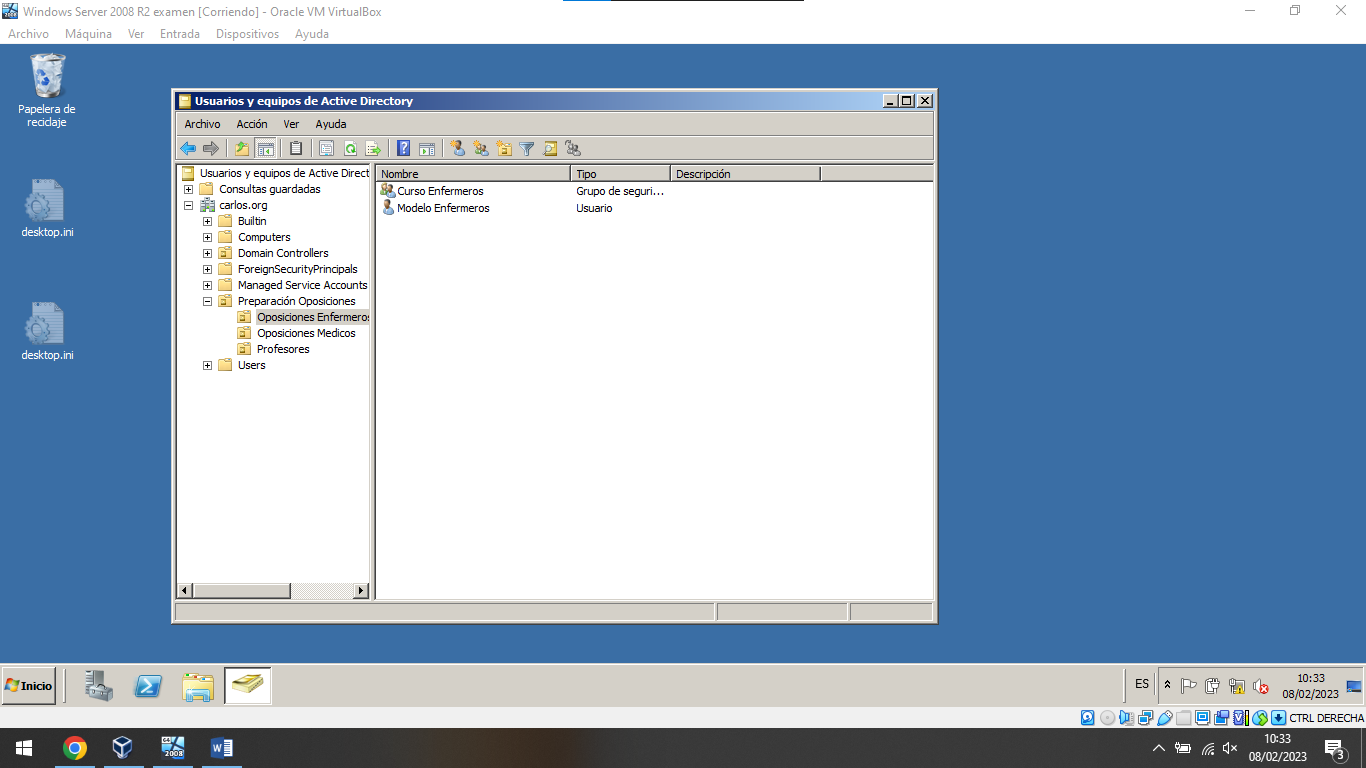 Windows Server 2008 R2 examen [Corriendo] - Oracle VM VirtualBox
Archivo Máquina Ver Entrada Dispositivos Ayuda
Papelera de
reciclaje
desktop.ini
desktop.ini
Usuarios y equipos de Active Directory
Archivo Acción Ver Ayuda
Usuarios y equipos de Active Direct
Consultas guardadas
carlos.org
Builtin
Computers
Domain Controllers
ForeignSecurityPrincipals
Managed Service Accounts
Preparación Oposiciones
Oposiciones Enfermeros
Oposiciones Medicos
Profesores
Users
Nombre Tipo Descripción
Curso Enfermeros Grupo de seguri...
Modelo Enfermeros Usuario
Inicio
ES
10:33
08/02/2023
CTRL DERECHA
2008
10:33
08/02/2023
3